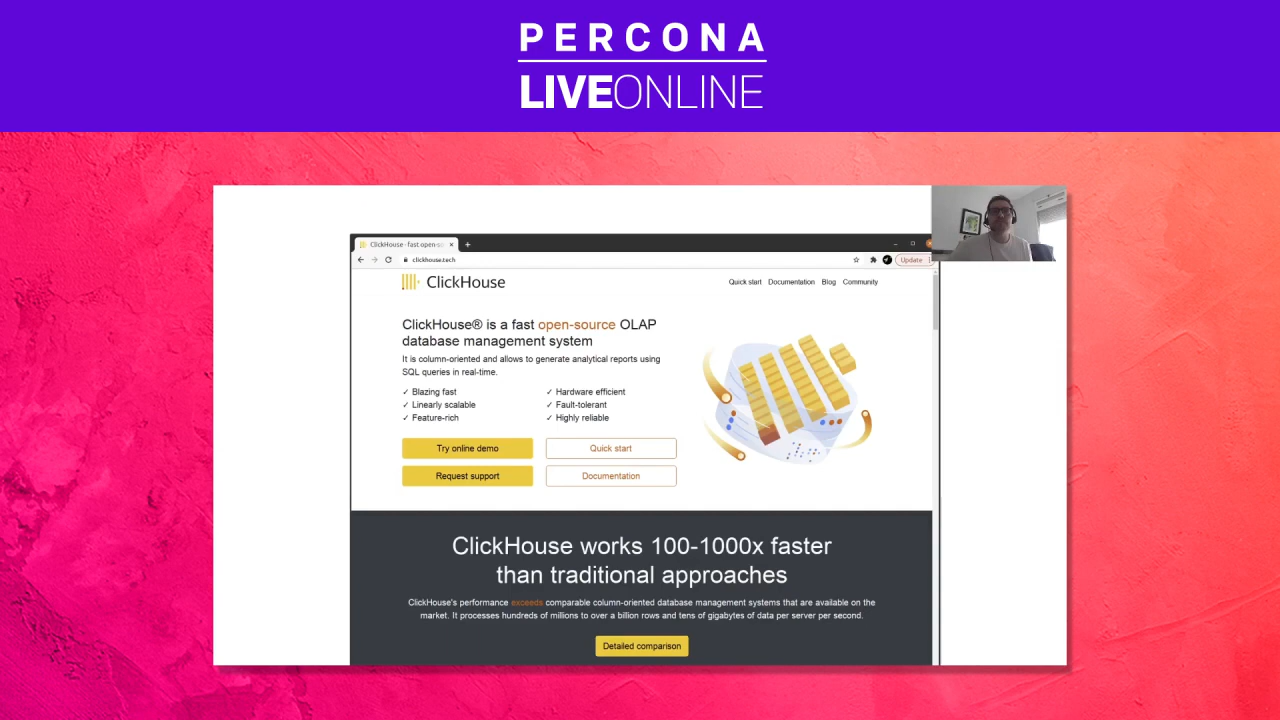 PERCONA
LIVEONLINE
ClickHouse - fast open-so
clickhouse.tech
Update
ClickHouse
Quick start Documentation Blog Community
ClickHouse® is a fast open-source OLAP
database management system
It is column-oriented and allows to generate analytical reports using
SQL queries in real-time.
✓ Blazing fast
✓ Hardware efficient
✓ Linearly scalable
✓ Fault-tolerant
✓ Feature-rich
✓ Highly reliable
Try online demo
Quick start
Request support
Documentation
ClickHouse works 100-1000x faster
than traditional approaches
ClickHouse's performance exceeds comparable column-oriented database management systems that are available on the
market. It processes hundreds of millions to over a billion rows and tens of gigabytes of data per server per second.
Detailed comparison